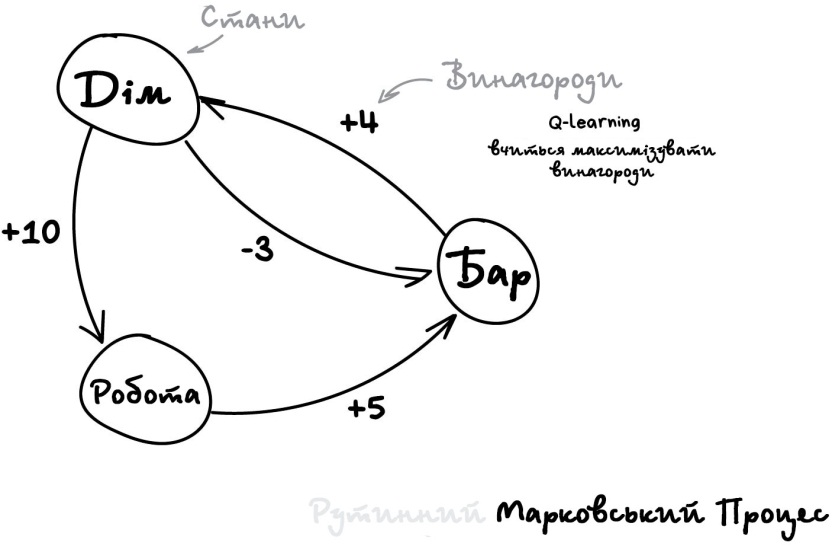 Стани
Дім
Винагороди
+4
Q-learning
вчиться максимізувати
винагороди
+10
-3
Бар
Робота
+5
Рутинний Марковський Процес